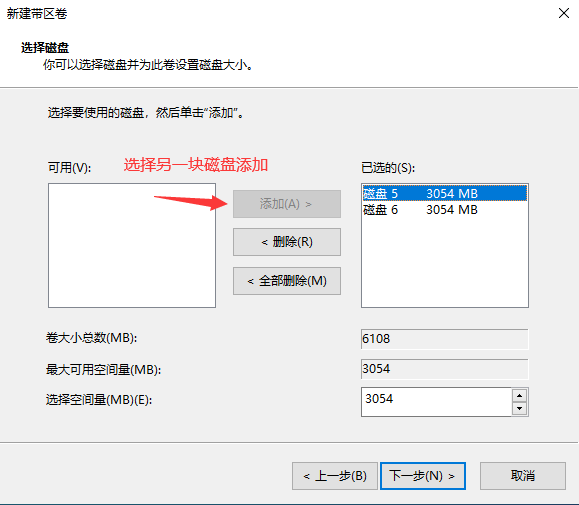 新建带区卷
选择磁盘
你可以选择磁盘并为此卷设置磁盘大小。
选择要使用的磁盘，然后单击“添加”。
可用(V):
选择另一块磁盘添加
已选的(S):
添加(A) >
< 删除(R)
< 全部删除(M)
磁盘 5 3054 MB
磁盘 6 3054 MB
卷大小总数(MB):
6108
最大可用空间量(MB):
3054
选择空间量(MB)(E):
3054
< 上一步(B)
下一步(N) >
取消